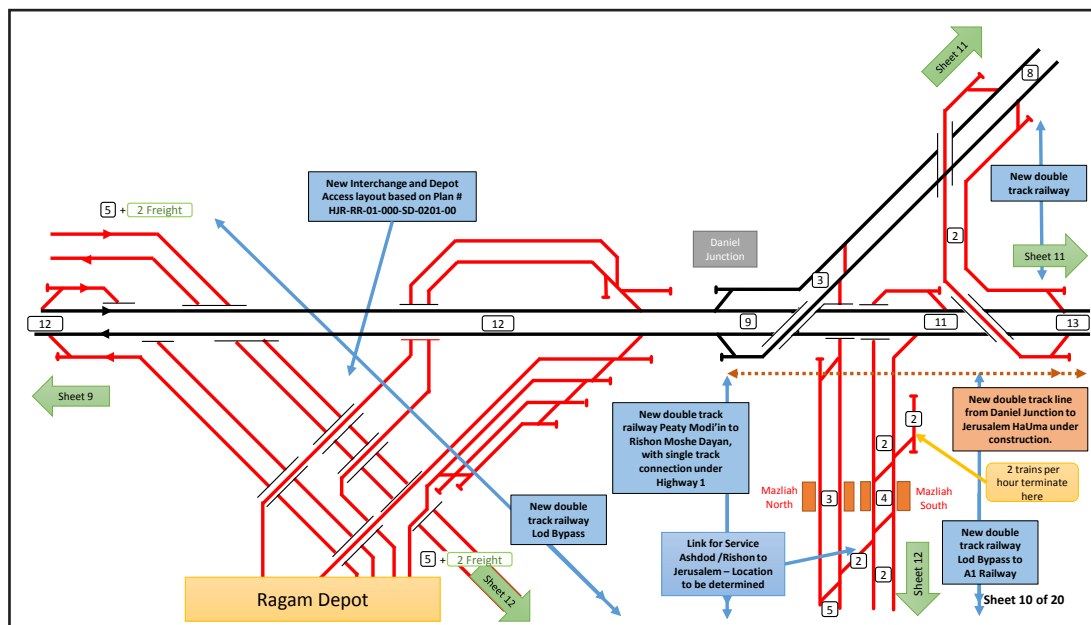 Sheet 11
8
New Interchange and Depot
Access layout based on Plan #
HJR-RR-01-000-SD-0201-00
New double
track railway
5 + 2 Freight
2
Daniel
Junction
Sheet 11
3
12
12
9
11
13
Sheet 9
New double track
railway Peaty Modi’in to
Rishon Moshe Dayan,
with single track
connection under
Highway 1
New double track line
from Daniel Junction to
Jerusalem HaUma under
construction.
2
2
2 trains per
hour terminate
here
Mazliah
North
3
4
Mazliah
South
New double
track railway
Lod Bypass
New double
track railway
Lod Bypass to
A1 Railway
Link for Service
Ashdod /Rishon to
Jerusalem – Location
to be determined
2
2
5 + 2 Freight
Sheet 12
Sheet 12
Ragam Depot
5
Sheet 10 of 20